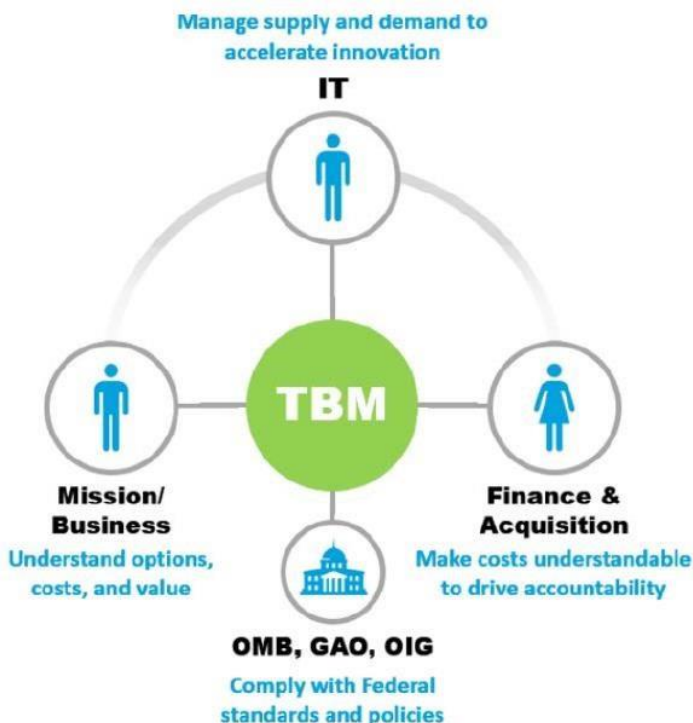 Manage supply and demand to
accelerate innovation
IT
TBM
Mission/
Business
Understand options,
costs, and value
Finance &
Acquisition
Make costs understandable
to drive accountability
OMB, GAO, OIG
Comply with Federal
standards and policies